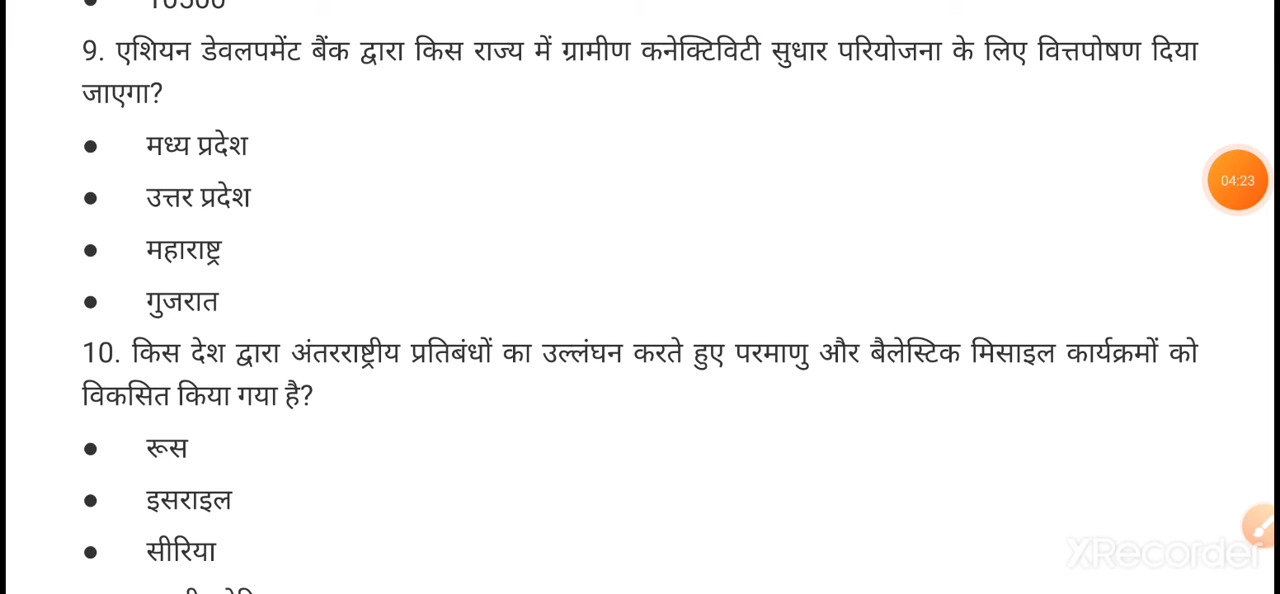 9. एशियन डेवलपमेंट बैंक द्वारा किस राज्य में ग्रामीण कनेक्टिविटी सुधार परियोजना के लिए वित्तपोषण दिया
जाएगा?
● मध्य प्रदेश
● उत्तर प्रदेश
● महाराष्ट्र
● गुजरात
10. किस देश द्वारा अंतरराष्ट्रीय प्रतिबंधों का उल्लंघन करते हुए परमाणु और बैलेस्टिक मिसाइल कार्यक्रमों को
विकसित किया गया है?
● रूस
● इसराइल
● सीरिया
04:23
XRecorder